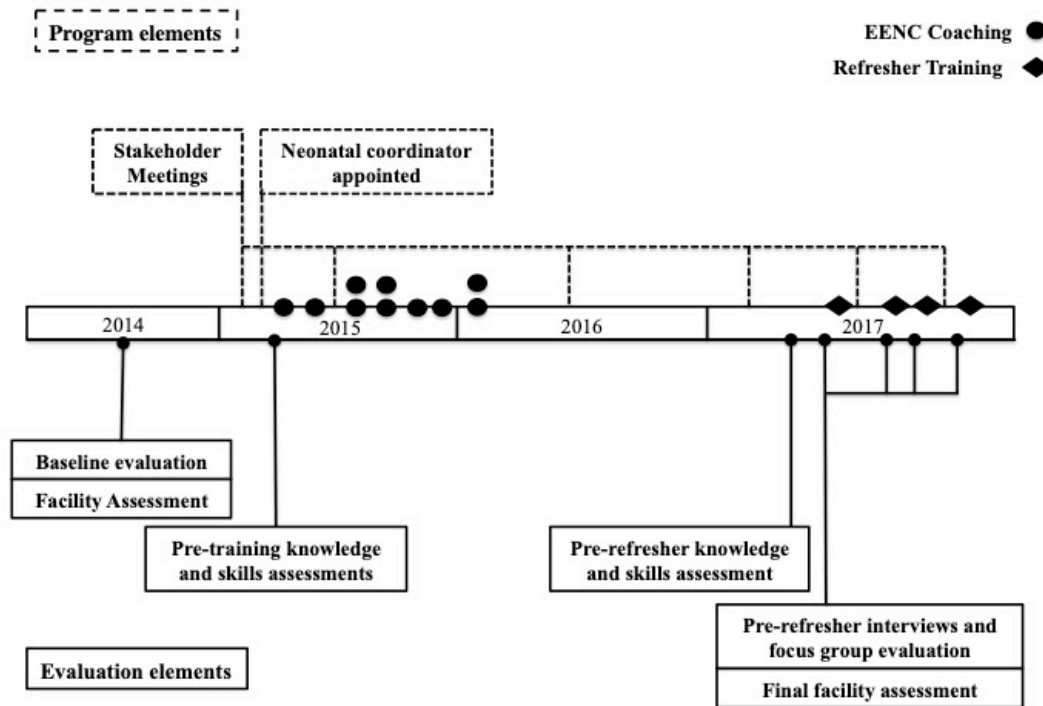 Program elements
EENC Coaching
Refresher Training
Stakeholder
Meetings
Neonatal coordinator
appointed
2014
2015
2016
2017
Baseline evaluation
Facility Assessment
Pre-training knowledge
and skills assessments
Pre-refresher knowledge
and skills assessment
Pre-refresher interviews and
focus group evaluation
Final facility assessment
Evaluation elements